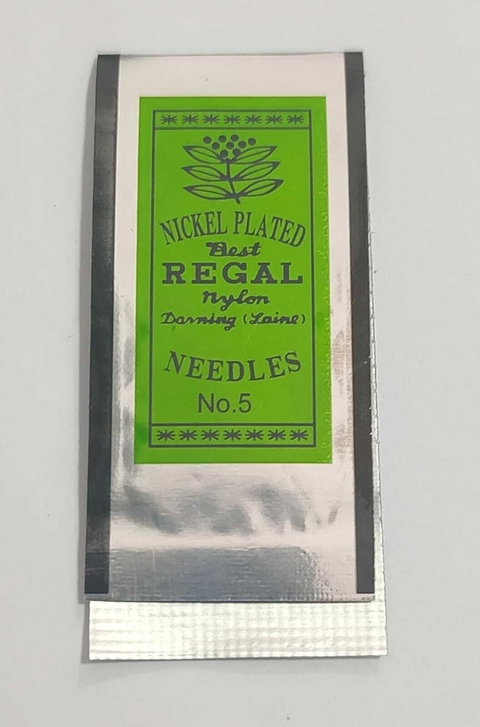 NICKEL PLATED
Best
REGAL
Nylon
Darning (Laine)
NEEDLES
No.5